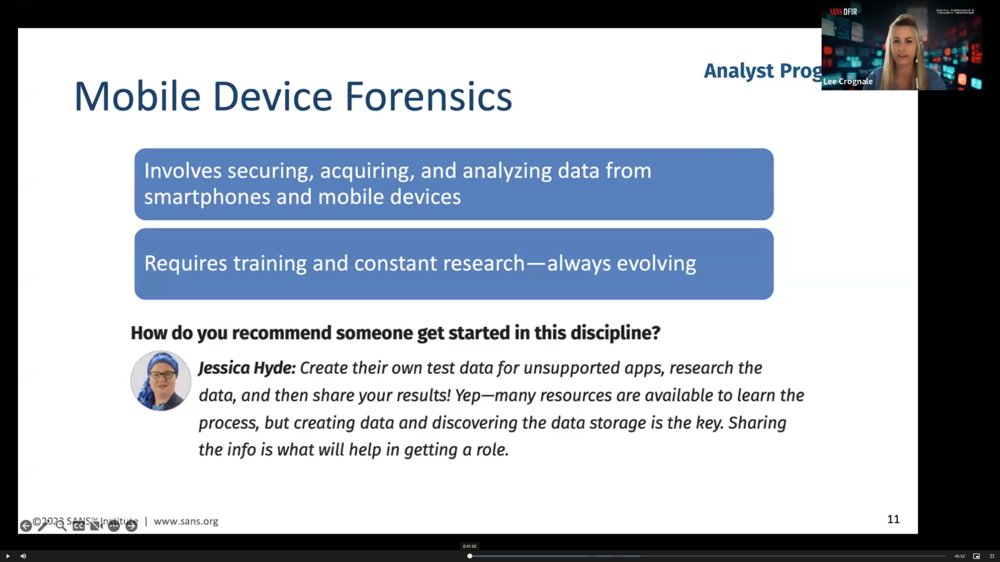 SANS DFIR
DIGITAL FORENSICS &
INCIDENT RESPONSE
Analyst Prog
Lee Crognale
Mobile Device Forensics
Involves securing, acquiring, and analyzing data from
smartphones and mobile devices
Requires training and constant research—always evolving
How do you recommend someone get started in this discipline?
Jessica Hyde: Create their own test data for unsupported apps, research the
data, and then share your results! Yep—many resources are available to learn the
process, but creating data and discovering the data storage is the key. Sharing
the info is what will help in getting a role.
©2023 SANS™ Institute | www.sans.org
CC
11
0:41:52
-45:52